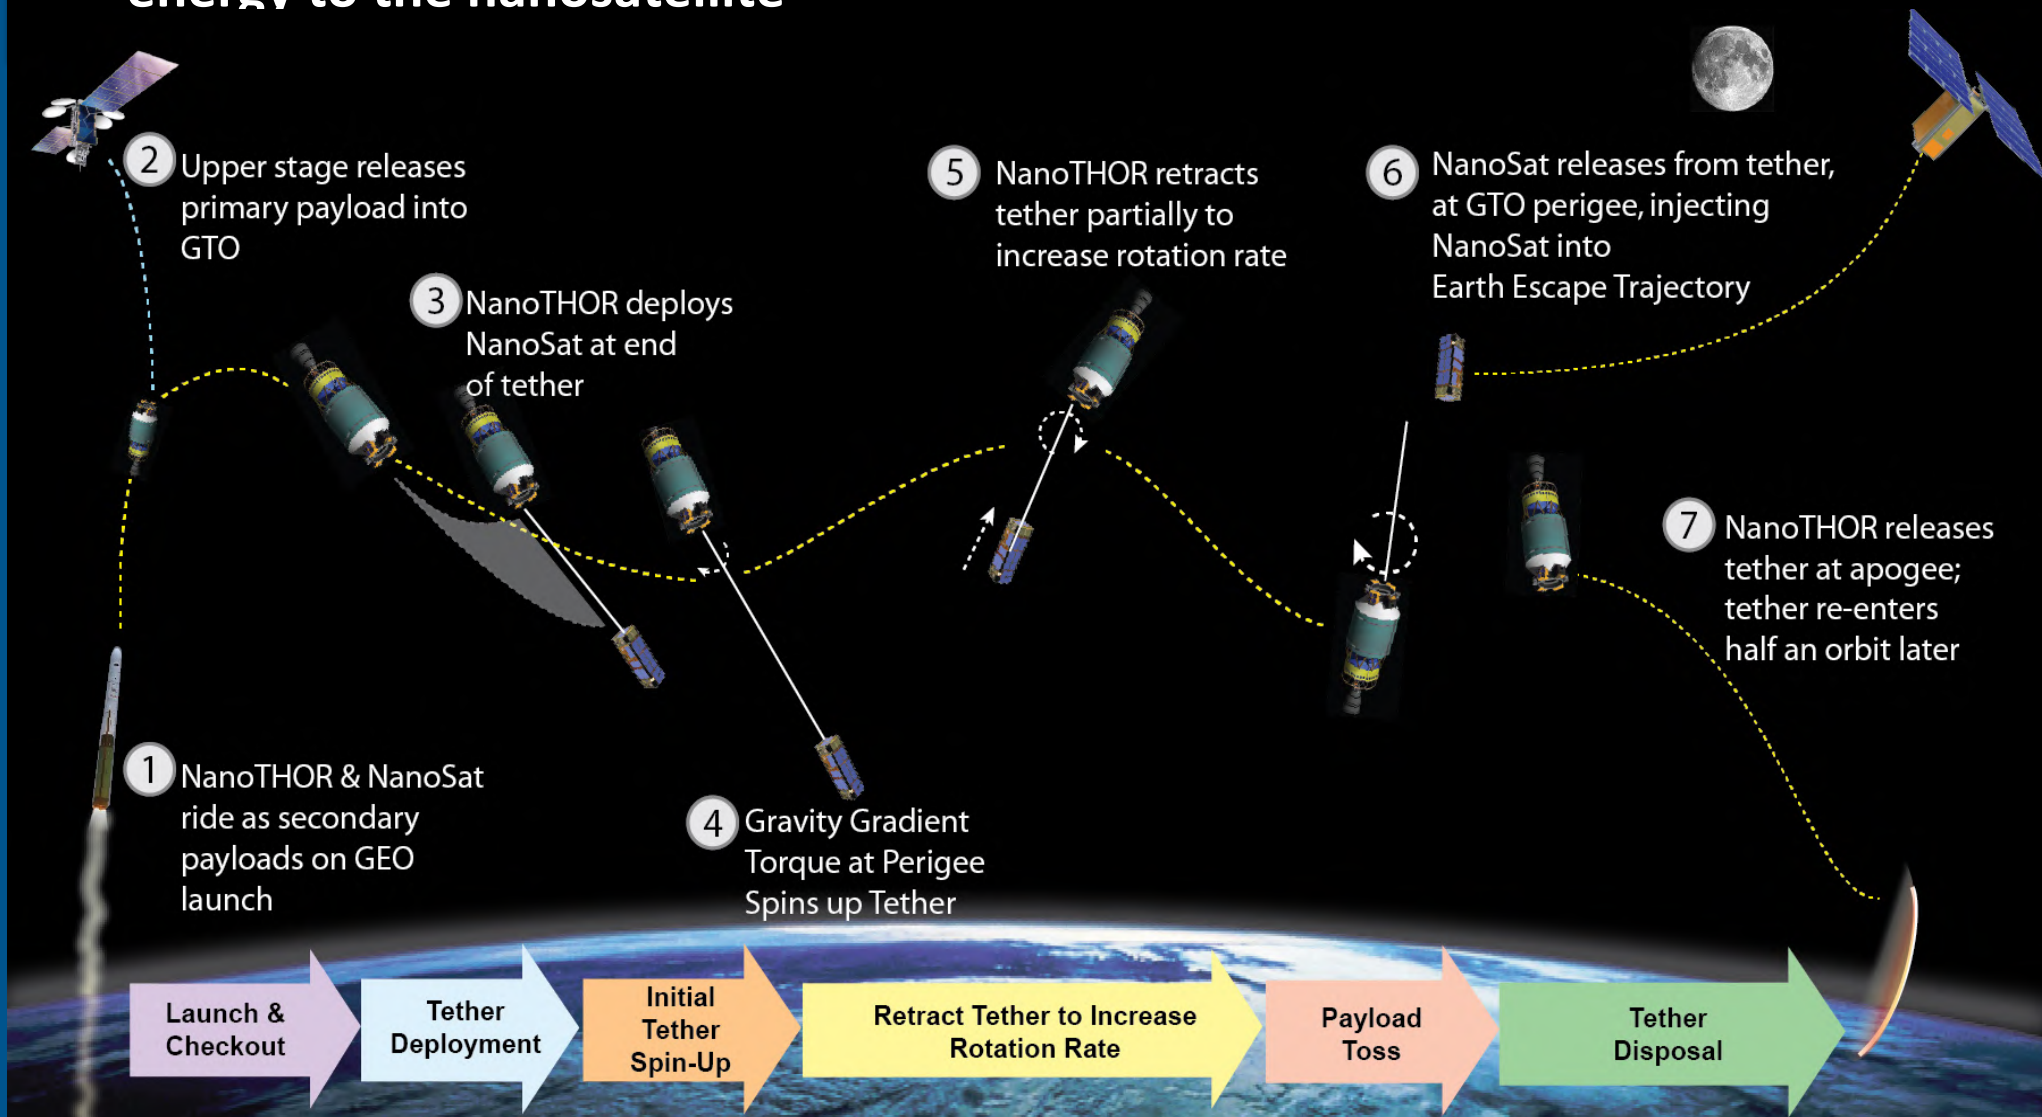 energy to the nanosatellite
2
Upper stage releases
primary payload into
GTO
3
NanoTHOR deploys
NanoSat at end
of tether
5
NanoTHOR retracts
tether partially to
increase rotation rate
6
NanoSat releases from tether,
at GTO perigee, injecting
NanoSat into
Earth Escape Trajectory
7
NanoTHOR releases
tether at apogee;
tether re-enters
half an orbit later
1
NanoTHOR & NanoSat
ride as secondary
payloads on GEO
launch
4
Gravity Gradient
Torque at Perigee
Spins up Tether
Launch &
Checkout
Tether
Deployment
Initial
Tether
Spin-Up
Retract Tether to Increase
Rotation Rate
Payload
Toss
Tether
Disposal